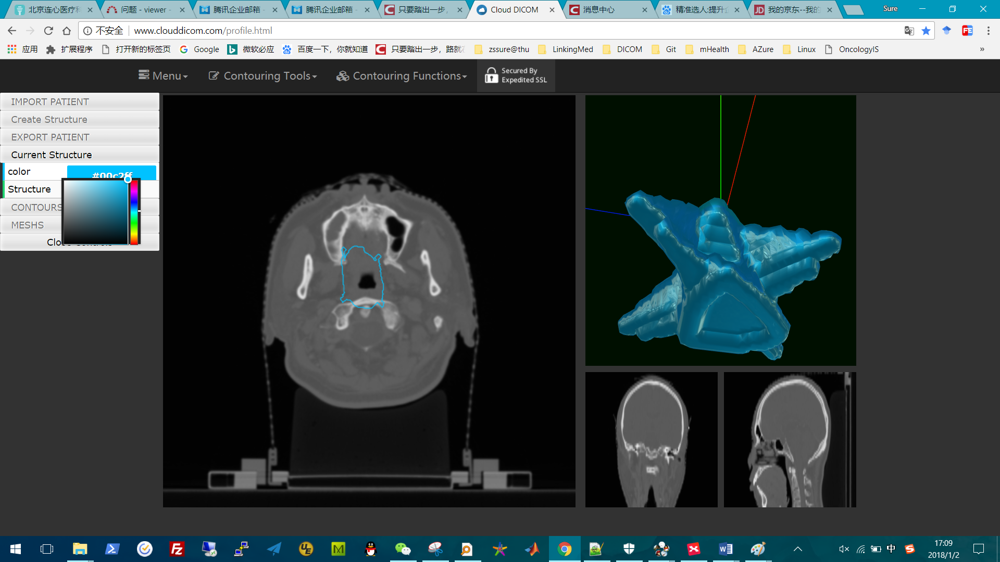 北京连心医疗科
问题 - viewer -
腾讯企业邮箱 -
腾讯企业邮箱 -
只要踏出一步，
Cloud DICOM
消息中心
精准选人:提升企
我的京东--我的
Sure
不安全
www.clouddicom.com/profile.html
应用
扩展程序
打开新的标签页
Google
微软必应
百度一下，你就知道
只要踏出一步，路就在
zssure@thu
LinkingMed
DICOM
Git
mHealth
AZure
Linux
OncologyIS
»
Menu
Contouring Tools
Contouring Functions
Secured By
Expedited SSL
IMPORT PATIENT
Create Structure
EXPORT PATIENT
Current Structure
color
#00c2ff
Structure
CONTOURS
MESHS
Close Controls
中
17:09
2018/1/2